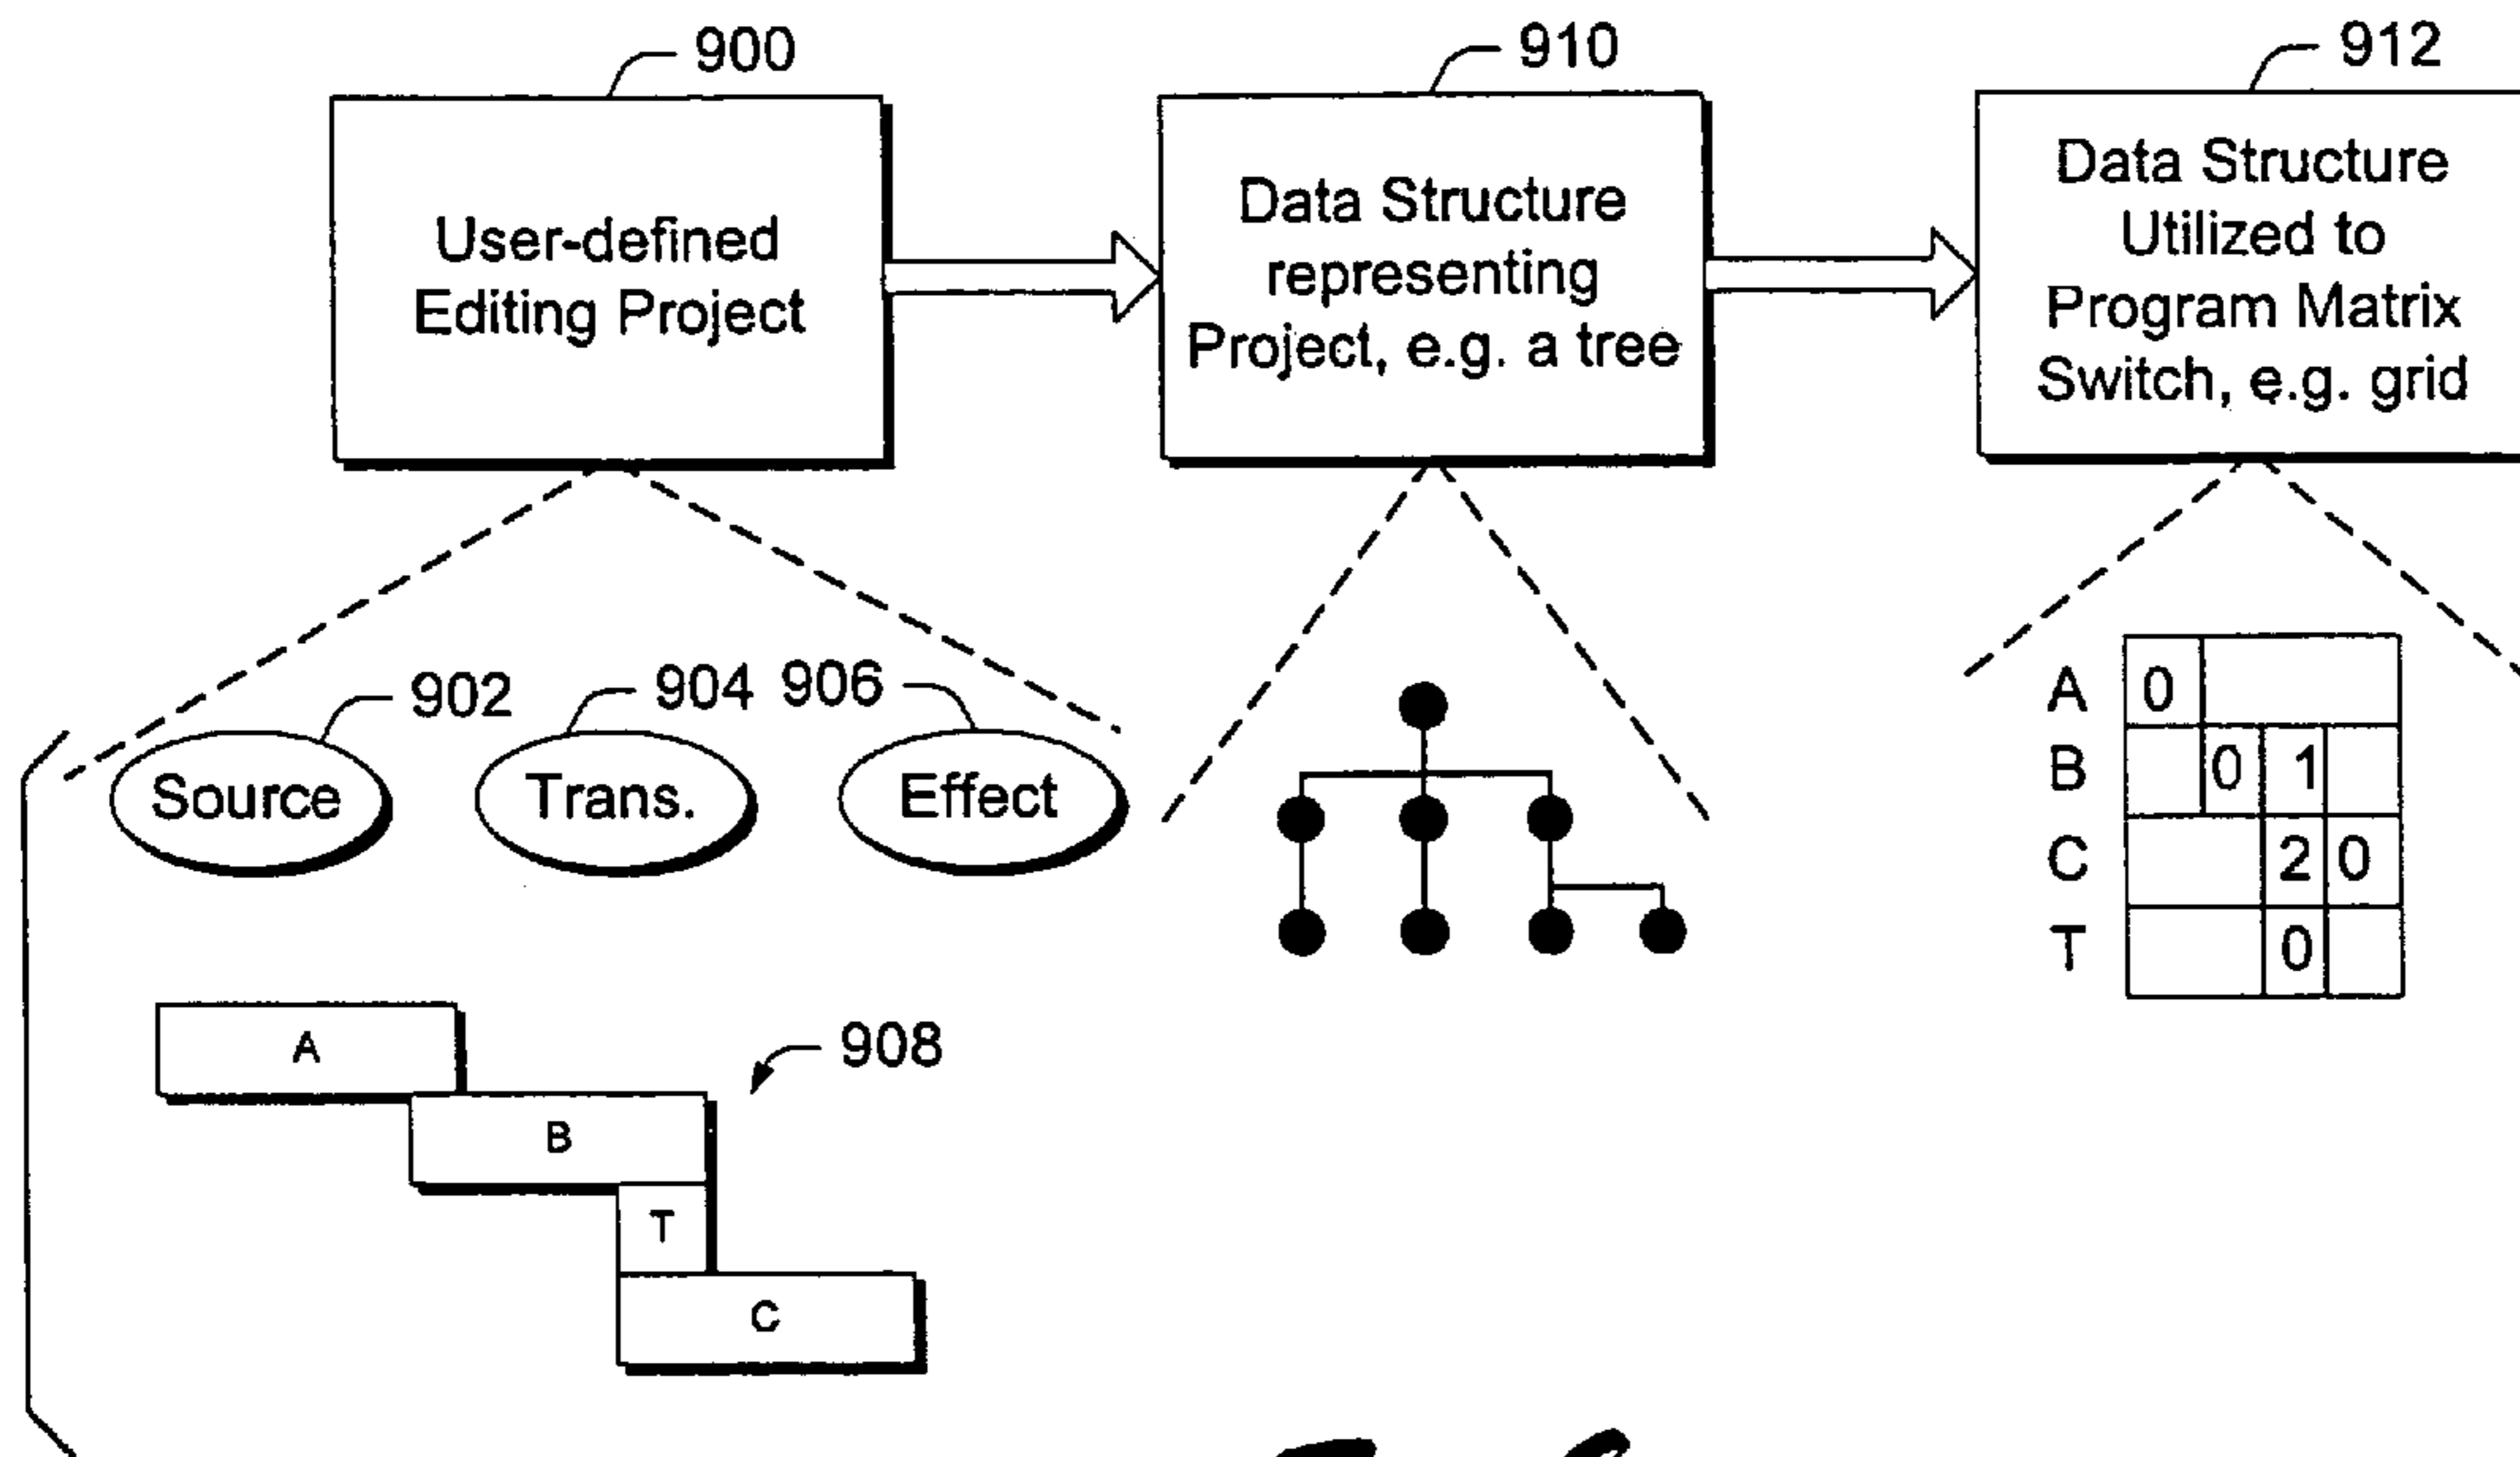 900
910
912
User-defined
Editing Project
Data Structure
representing
Project, e.g. a tree
Data Structure
Utilized to
Program Matrix
Switch, e.g. grid
902
904
906
Source
Trans.
Effect
A 0
B 0 1
C 2 0
T 0
908
A
B
T
C